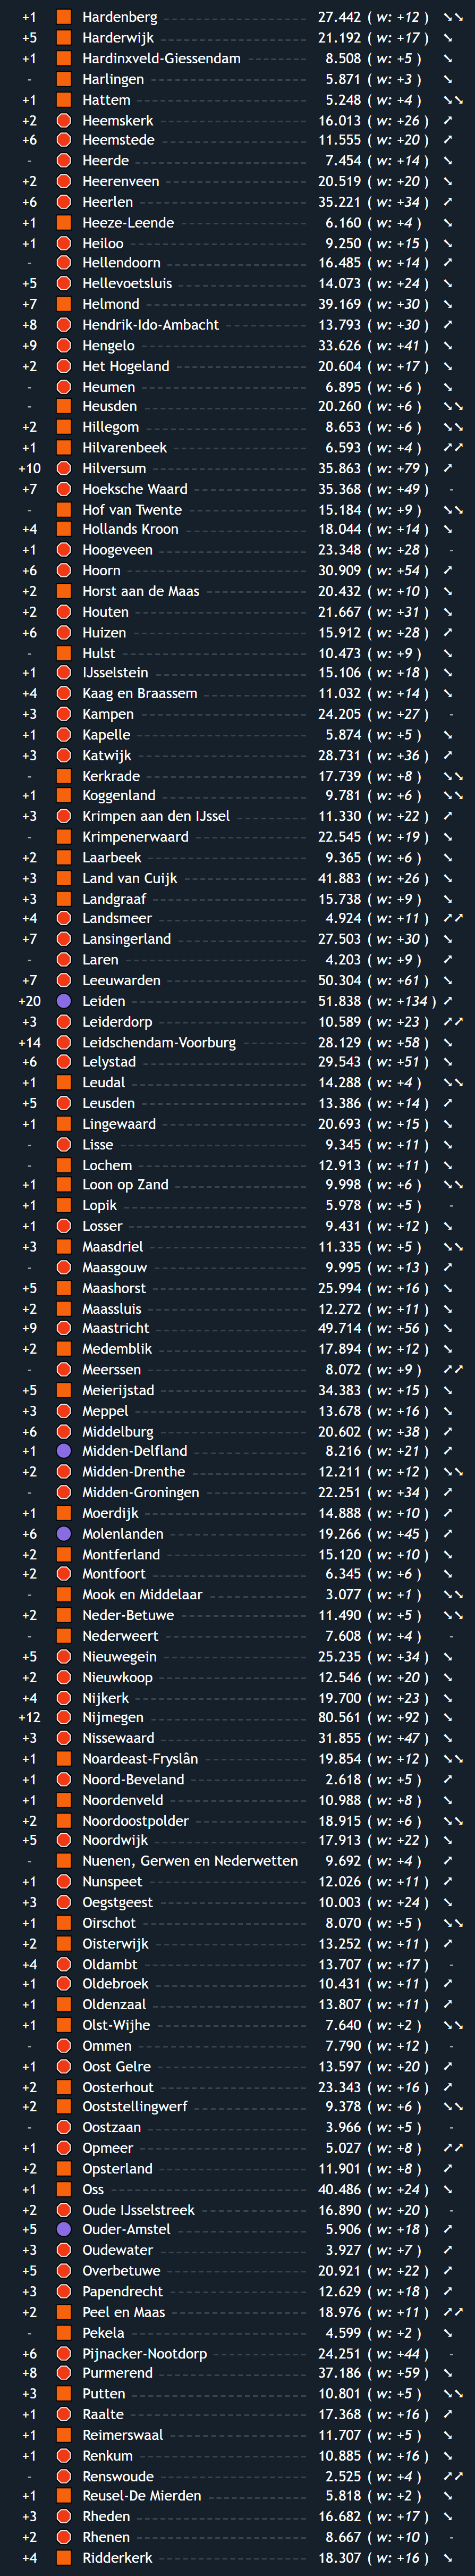 +1 Hardenberg 27.442 ( w: +12 ) ↘↘
+5 Harderwijk 21.192 ( w: +17 ) ↘
+1 Hardinxveld-Giessendam 8.508 ( w: +5 ) ↘
- Harlingen 5.871 ( w: +3 ) ↘
+1 Hattem 5.248 ( w: +4 ) ↘↘
+2 Heemskerk 16.013 ( w: +26 ) ↗
+6 Heemstede 11.555 ( w: +20 ) ↗
- Heerde 7.454 ( w: +14 ) ↘
+2 Heerenveen 20.519 ( w: +20 ) ↘
+6 Heerlen 35.221 ( w: +34 ) ↗
+1 Heeze-Leende 6.160 ( w: +4 ) ↘
+1 Heiloo 9.250 ( w: +15 ) ↘
- Hellendoorn 16.485 ( w: +14 ) ↗
+5 Hellevoetsluis 14.073 ( w: +24 ) ↘
+7 Helmond 39.169 ( w: +30 ) ↘
+8 Hendrik-Ido-Ambacht 13.793 ( w: +30 ) ↗
+9 Hengelo 33.626 ( w: +41 ) ↘
+2 Het Hogeland 20.604 ( w: +17 ) ↘
- Heumen 6.895 ( w: +6 ) ↘
- Heusden 20.260 ( w: +6 ) ↘↘
+2 Hillegom 8.653 ( w: +6 ) ↘↘
+1 Hilvarenbeek 6.593 ( w: +4 ) ↗↗
+10 Hilversum 35.863 ( w: +79 ) ↗
+7 Hoeksche Waard 35.368 ( w: +49 ) -
- Hof van Twente 15.184 ( w: +9 ) ↘↘
+4 Hollands Kroon 18.044 ( w: +14 ) ↘
+1 Hoogeveen 23.348 ( w: +28 ) -
+6 Hoorn 30.909 ( w: +54 ) ↗
+2 Horst aan de Maas 20.432 ( w: +10 ) ↘
+2 Houten 21.667 ( w: +31 ) ↘
+6 Huizen 15.912 ( w: +28 ) ↗
- Hulst 10.473 ( w: +9 ) ↘
+1 IJsselstein 15.106 ( w: +18 ) ↘
+4 Kaag en Braassem 11.032 ( w: +14 ) ↘
+3 Kampen 24.205 ( w: +27 ) -
+1 Kapelle 5.874 ( w: +5 ) ↘
+3 Katwijk 28.731 ( w: +36 ) ↗
- Kerkrade 17.739 ( w: +8 ) ↘↘
+1 Koggenland 9.781 ( w: +6 ) ↘↘
+3 Krimpen aan den IJssel 11.330 ( w: +22 ) ↗
- Krimpenerwaard 22.545 ( w: +19 ) ↘
+2 Laarbeek 9.365 ( w: +6 ) ↘
+3 Land van Cuijk 41.883 ( w: +26 ) ↘
+3 Landgraaf 15.738 ( w: +9 ) ↘
+4 Landsmeer 4.924 ( w: +11 ) ↗↗
+7 Lansingerland 27.503 ( w: +30 ) ↘
- Laren 4.203 ( w: +9 ) ↗
+7 Leeuwarden 50.304 ( w: +61 ) ↘
+20 Leiden 51.838 ( w: +134 ) ↗
+3 Leiderdorp 10.589 ( w: +23 ) ↗↗
+14 Leidschendam-Voorburg 28.129 ( w: +58 ) ↘
+6 Lelystad 29.543 ( w: +51 ) ↘
+1 Leudal 14.288 ( w: +4 ) ↘↘
+5 Leusden 13.386 ( w: +14 ) ↗
+1 Lingewaard 20.693 ( w: +15 ) ↘
- Lisse 9.345 ( w: +11 ) ↘
- Lochem 12.913 ( w: +11 ) ↘
+1 Loon op Zand 9.998 ( w: +6 ) ↘↘
+1 Lopik 5.978 ( w: +5 ) -
+1 Losser 9.431 ( w: +12 ) ↘
+3 Maasdriel 11.335 ( w: +5 ) ↘↘
- Maasgouw 9.995 ( w: +13 ) ↗
+5 Maashorst 25.994 ( w: +16 ) ↘
+2 Maassluis 12.272 ( w: +11 ) ↘
+9 Maastricht 49.714 ( w: +56 ) ↘
+2 Medemblik 17.894 ( w: +12 ) ↘
- Meerssen 8.072 ( w: +9 ) ↗↗
+5 Meierijstad 34.383 ( w: +15 ) ↘
+3 Meppel 13.678 ( w: +16 ) ↘
+6 Middelburg 20.602 ( w: +38 ) ↗
+1 Midden-Delfland 8.216 ( w: +21 ) ↗
+2 Midden-Drenthe 12.211 ( w: +12 ) ↘↘
- Midden-Groningen 22.251 ( w: +34 ) ↗
+1 Moerdijk 14.888 ( w: +10 ) ↗
+6 Molenlanden 19.266 ( w: +45 ) ↗
+2 Montferland 15.120 ( w: +10 ) ↘
+2 Montfoort 6.345 ( w: +6 ) ↘
- Mook en Middelaar 3.077 ( w: +1 ) ↘↘
+2 Neder-Betuwe 11.490 ( w: +5 ) ↘↘
- Nederweert 7.608 ( w: +4 ) -
+5 Nieuwegein 25.235 ( w: +34 ) ↘
+2 Nieuwkoop 12.546 ( w: +20 ) ↘
+4 Nijkerk 19.700 ( w: +23 ) ↘
+12 Nijmegen 80.561 ( w: +92 ) ↘
+3 Nissewaard 31.855 ( w: +47 ) ↘
+1 Noardeast-Fryslân 19.854 ( w: +12 ) ↘↘
+1 Noord-Beveland 2.618 ( w: +5 ) ↗
+1 Noordenveld 10.988 ( w: +8 ) ↘
+2 Noordoostpolder 18.915 ( w: +6 ) ↘↘
+5 Noordwijk 17.913 ( w: +22 ) ↘
- Nuenen, Gerwen en Nederwetten 9.692 ( w: +4 ) ↗
+1 Nunspeet 12.026 ( w: +11 ) ↗
+3 Oegstgeest 10.003 ( w: +24 ) ↘
+1 Oirschot 8.070 ( w: +5 ) ↘↘
+2 Oisterwijk 13.252 ( w: +11 ) ↗
+4 Oldambt 13.707 ( w: +17 ) -
+1 Oldebroek 10.431 ( w: +11 ) ↗
+1 Oldenzaal 13.807 ( w: +11 ) ↗
+1 Olst-Wijhe 7.640 ( w: +2 ) ↘↘
- Ommen 7.790 ( w: +12 ) -
+1 Oost Gelre 13.597 ( w: +20 ) ↗
+2 Oosterhout 23.343 ( w: +16 ) ↗
+2 Ooststellingwerf 9.378 ( w: +6 ) ↘↘
- Oostzaan 3.966 ( w: +5 ) -
+1 Opmeer 5.027 ( w: +8 ) ↗↗
+2 Opsterland 11.901 ( w: +8 ) ↗
+1 Oss 40.486 ( w: +24 ) ↘
+2 Oude IJsselstreek 16.890 ( w: +20 ) -
+5 Ouder-Amstel 5.906 ( w: +18 ) ↗
+3 Oudewater 3.927 ( w: +7 ) ↗
+5 Overbetuwe 20.921 ( w: +22 ) ↗
+3 Papendrecht 12.629 ( w: +18 ) ↗
+2 Peel en Maas 18.976 ( w: +11 ) ↗↗
- Pekela 4.599 ( w: +2 ) ↘
+6 Pijnacker-Nootdorp 24.251 ( w: +44 ) -
+8 Purmerend 37.186 ( w: +59 ) ↘
+3 Putten 10.801 ( w: +5 ) ↘↘
+1 Raalte 17.368 ( w: +16 ) ↗
+1 Reimerswaal 11.707 ( w: +5 ) ↘
+1 Renkum 10.885 ( w: +16 ) ↘
- Renswoude 2.525 ( w: +4 ) ↗↗
+1 Reusel-De Mierden 5.818 ( w: +2 ) ↘
+3 Rheden 16.682 ( w: +17 ) ↘
+2 Rhenen 8.667 ( w: +10 ) -
+4 Ridderkerk 18.307 ( w: +16 ) ↘